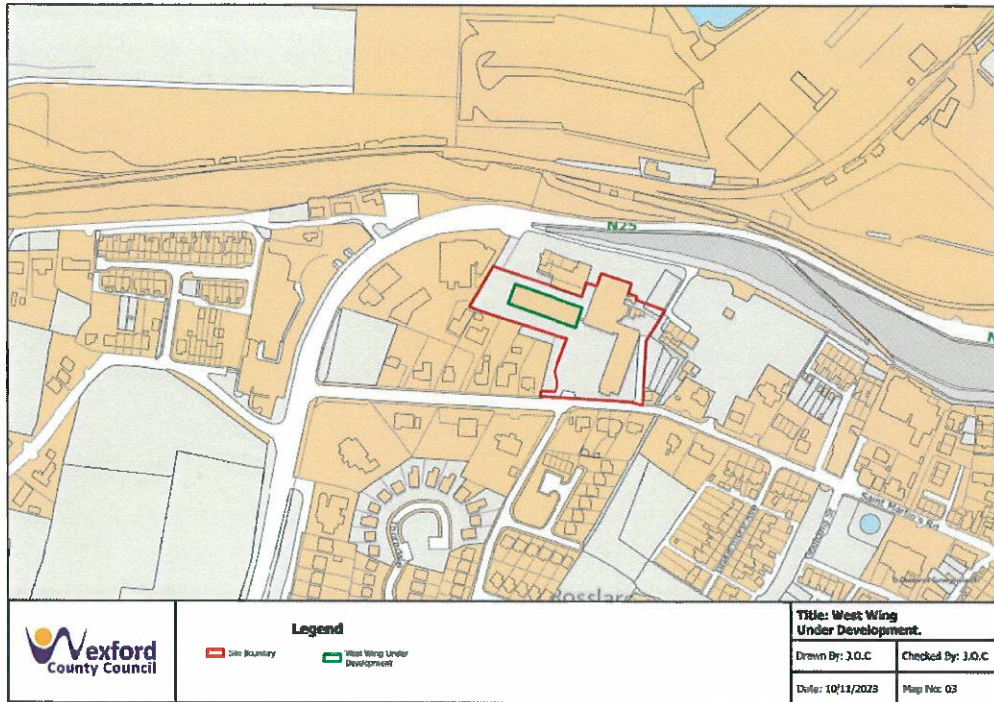 N25
Saint Martin's Rd
Rosslare
Wexford
County Council
Legend
Site Boundary
West Wing Under
Development
Title: West Wing
Under Development.
Drawn By: J.O.C
Checked By: J.O.C
Date: 10/11/2023
Map No: 03